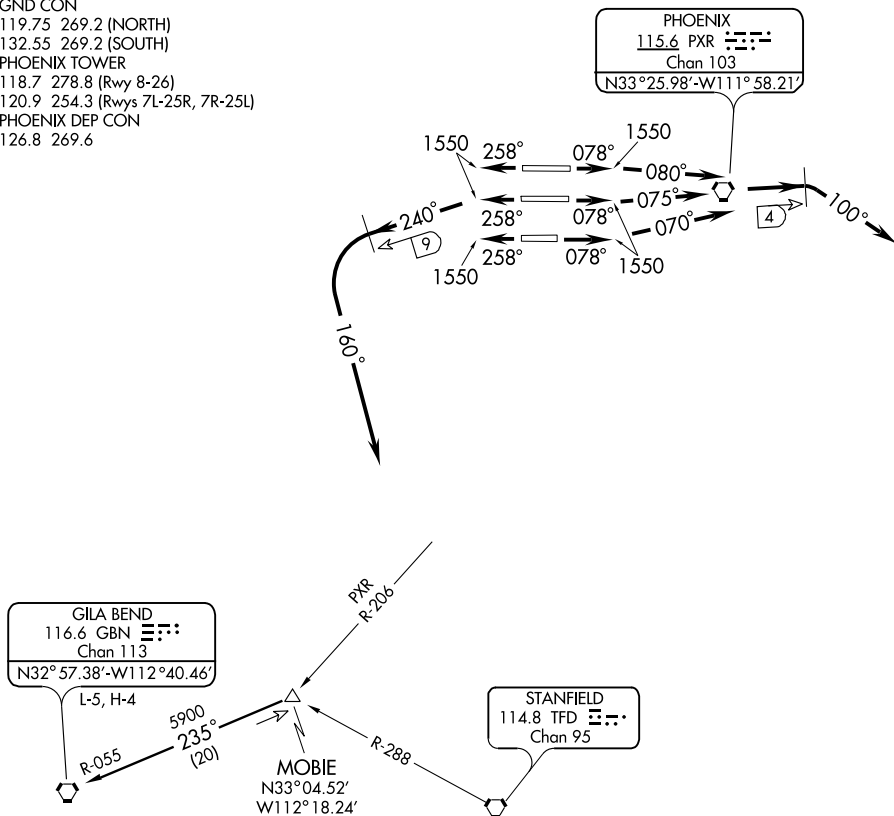 GND CON
119.75 269.2 (NORTH)
132.55 269.2 (SOUTH)
PHOENIX TOWER
118.7 278.8 (Rwy 8-26)
120.9 254.3 (Rwys 7L-25R, 7R-25L)
PHOENIX DEP CON
126.8 269.6
PHOENIX
115.6 PXR
Chan 103
N33°25.98'-W111°58.21'
1550
258°
078°
1550
080°
240°
258°
078°
075°
100°
9
4
1550
258°
078°
1550
070°
160°
PXR
R-206
GILA BEND
116.6 GBN
Chan 113
N32°57.38'-W112°40.46'
L-5, H-4
5900
235°
(20)
R-055
MOBIE
N33°04.52'
W112°18.24'
R-288
STANFIELD
114.8 TFD
Chan 95